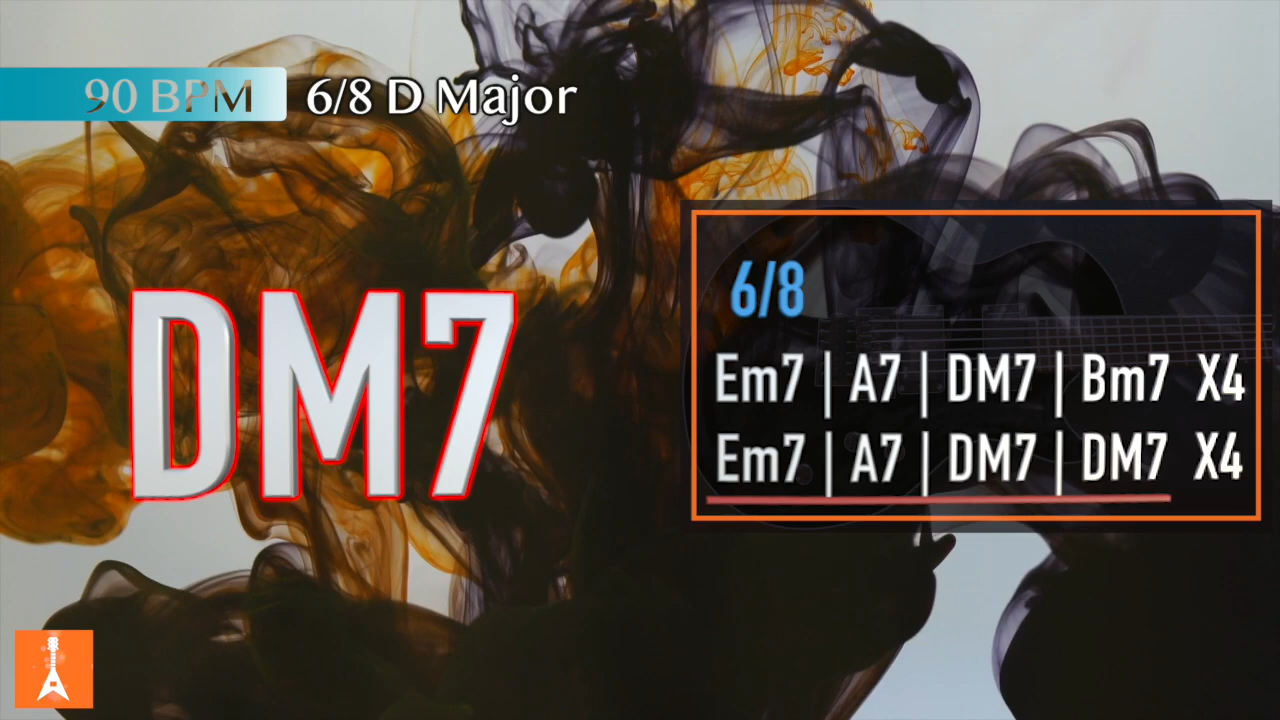 90 BPM 6/8 D Major
DM7
6/8
Em7 | A7 | DM7 | Bm7 X4
Em7 | A7 | DM7 | DM7 X4